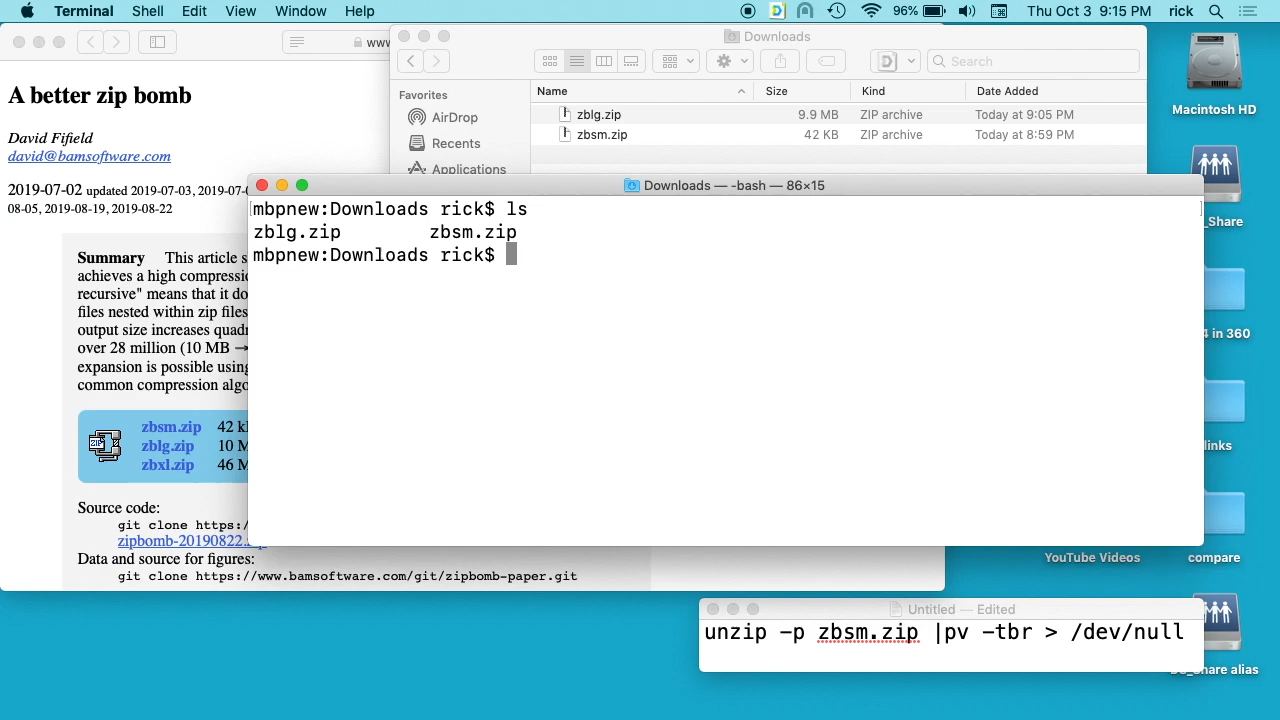 Terminal Shell Edit View Window Help 96% Thu Oct 3 9:15 PM rick
www
Downloads
Search
Favorites
AirDrop
Recents
Applications
Name Size Kind Date Added
zblg.zip 9.9 MB ZIP archive Today at 9:05 PM
zbsm.zip 42 KB ZIP archive Today at 8:59 PM
A better zip bomb
David Fifield
david@bamsoftware.com
2019-07-02 updated 2019-07-03, 2019-07-0
08-05, 2019-08-19, 2019-08-22
Summary This article s
achieves a high compressio
recursive" means that it do
files nested within zip files
output size increases quadr
over 28 million (10 MB →
expansion is possible using
common compression algo
ZIP
zbsm.zip 42 k
zblg.zip 10 M
zbxl.zip 46 M
Source code:
git clone https:/
zipbomb-20190822.
Data and source for figures:
git clone https://www.bamsoftware.com/git/zipbomb-paper.git
Downloads — -bash — 86×15
mbpnew:Downloads rick$ ls
zblg.zip zbsm.zip
mbpnew:Downloads rick$
Untitled — Edited
unzip -p zbsm.zip |pv -tbr > /dev/null
Macintosh HD
_Share
4 in 360
links
YouTube Videos
compare
DS_Share alias